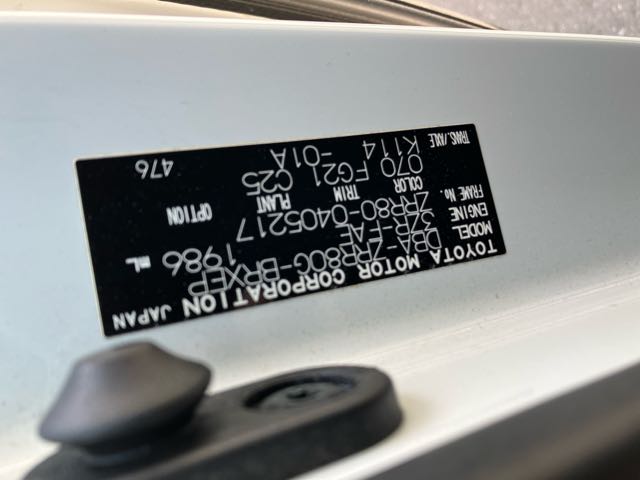 TOYOTA MOTOR CORPORATION JAPAN
MODEL DBA-ZRR80G-BRXEP
ENGINE 3ZR-FAE 1986 mL
FRAME No. ZRR80-0405217
COLOR TRIM PLANT OPTION
070 FG21 C25
TRANS./AXLE K114 -01A 476